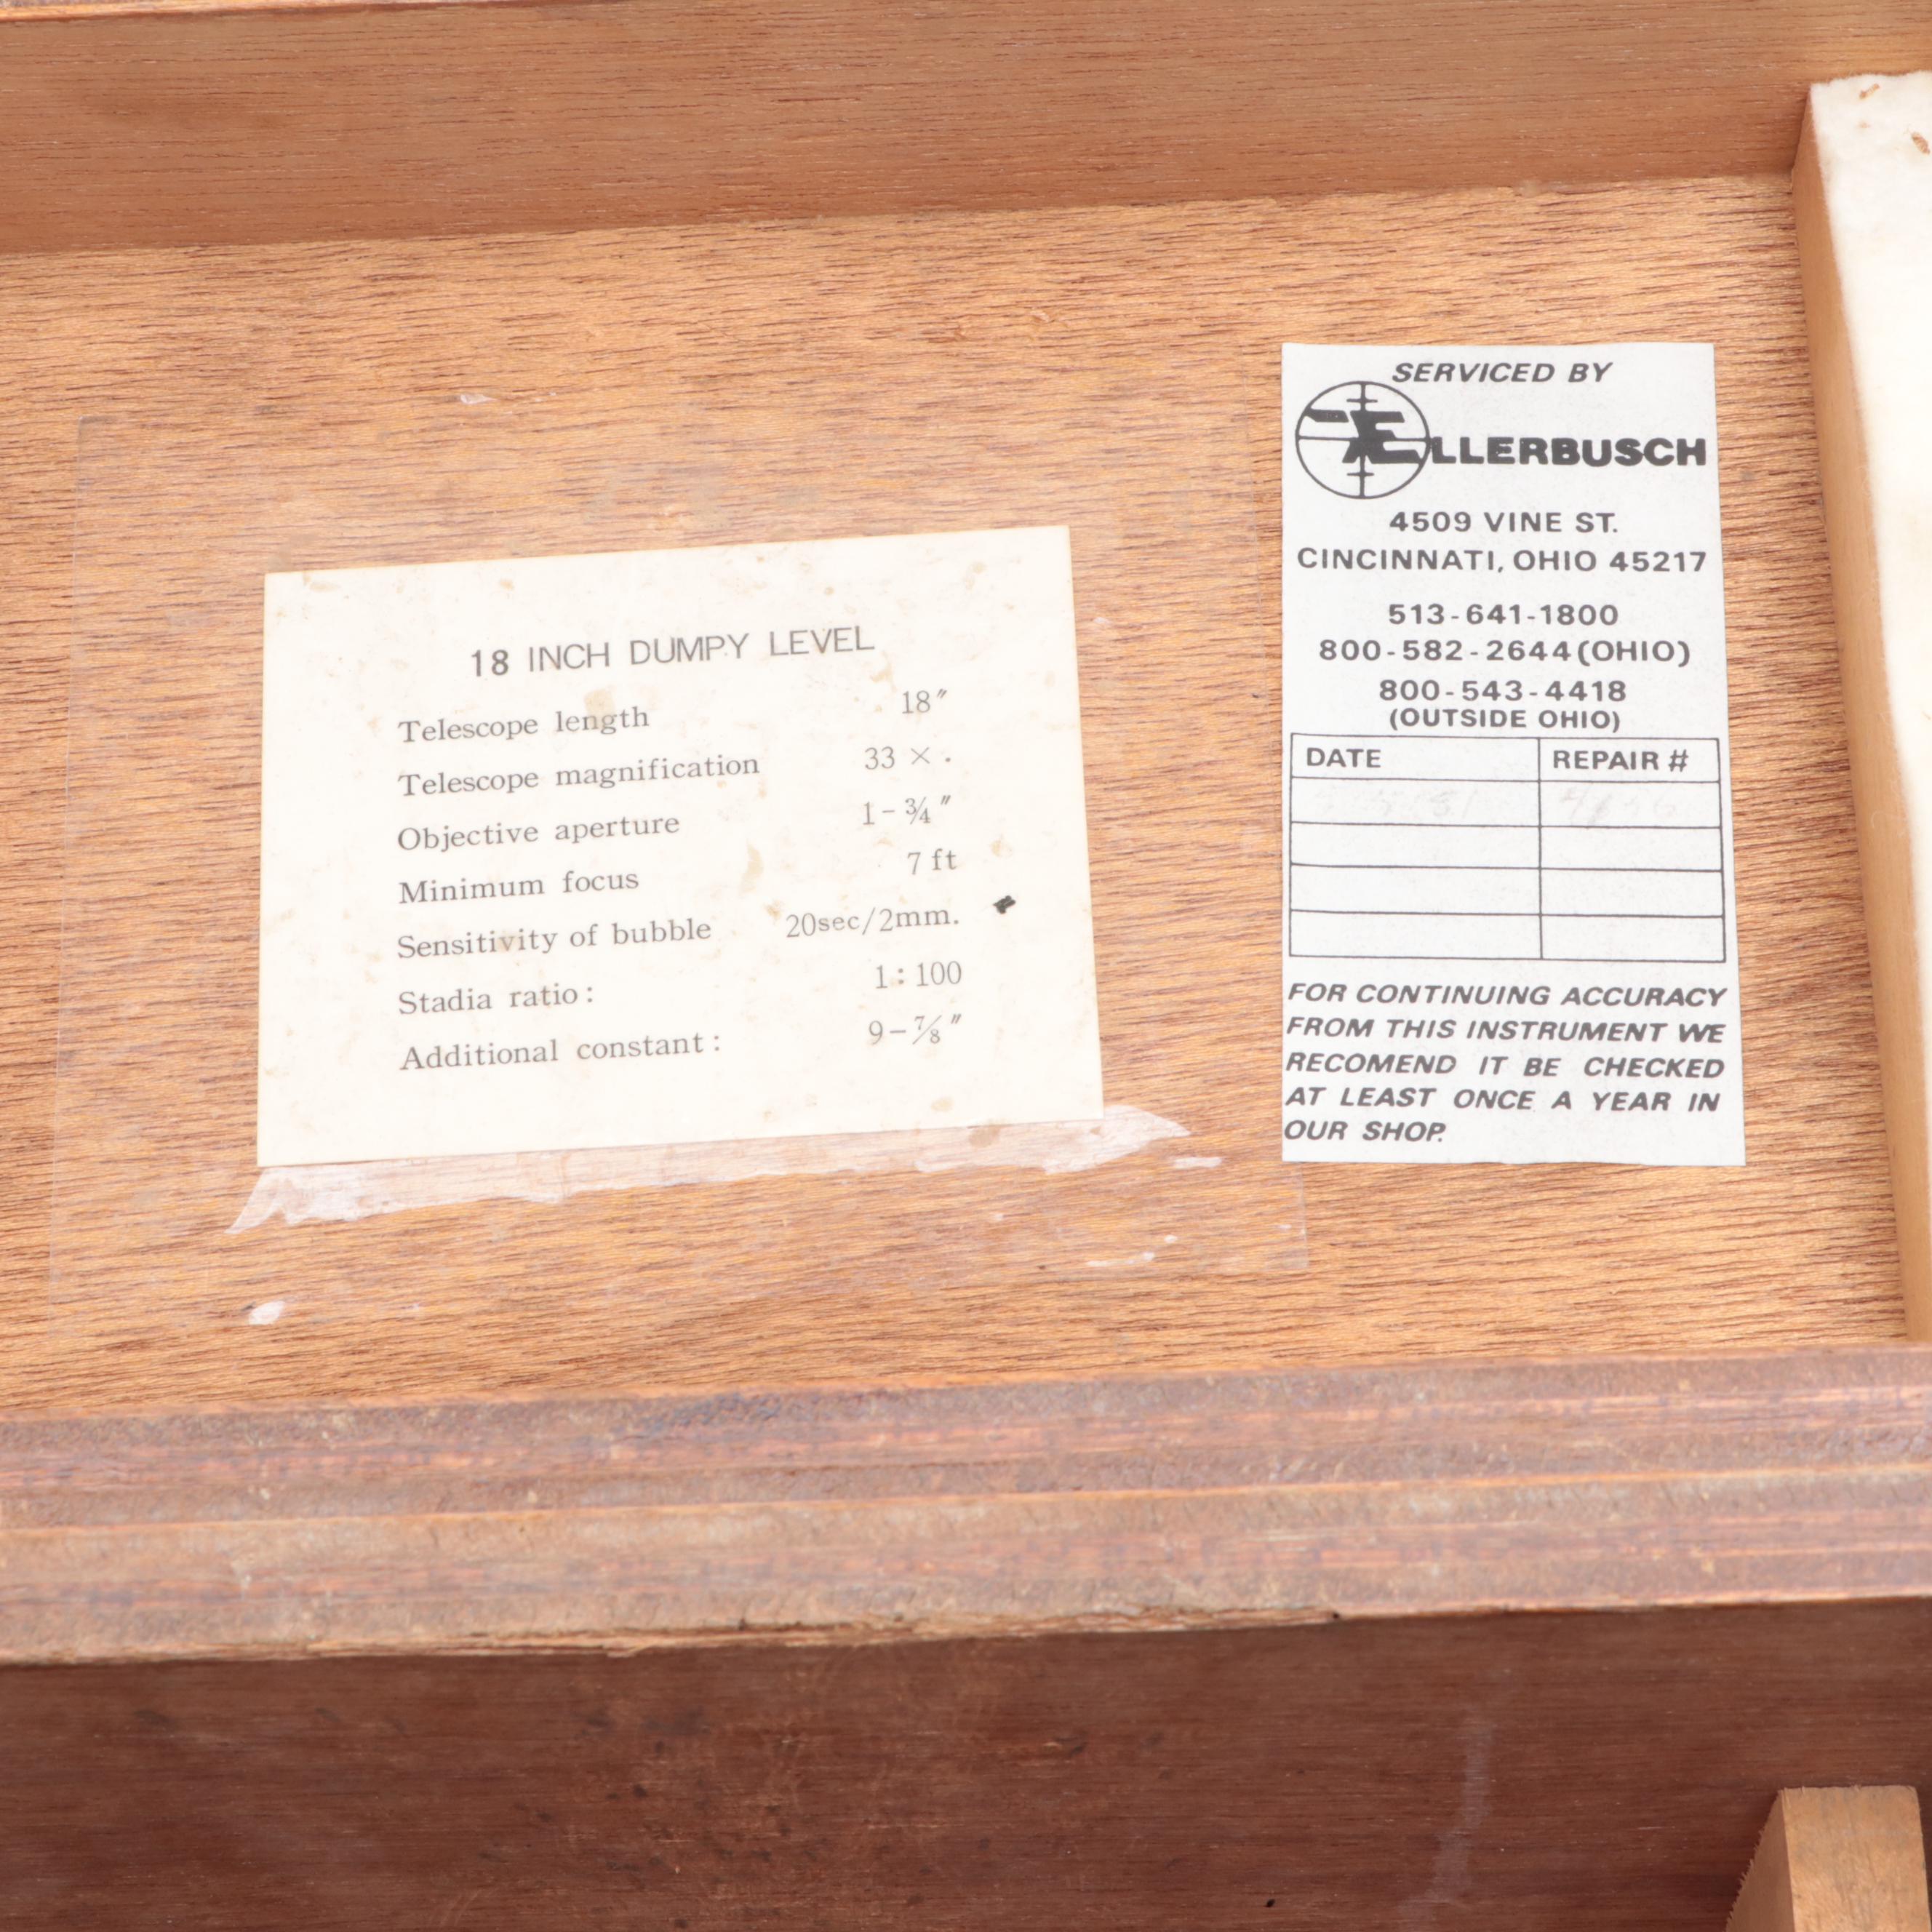 18 INCH DUMPY LEVEL
Telescope length 18″
Telescope magnification 33 × .
Objective aperture 1-¾″
Minimum focus 7 ft
Sensitivity of bubble 20sec/2mm.
Stadia ratio: 1:100
Additional constant: 9-⅞″
SERVICED BY
ELLERBUSCH
4509 VINE ST.
CINCINNATI, OHIO 45217
513-641-1800
800-582-2644 (OHIO)
800-543-4418
(OUTSIDE OHIO)
DATE REPAIR #
FOR CONTINUING ACCURACY
FROM THIS INSTRUMENT WE
RECOMEND IT BE CHECKED
AT LEAST ONCE A YEAR IN
OUR SHOP.